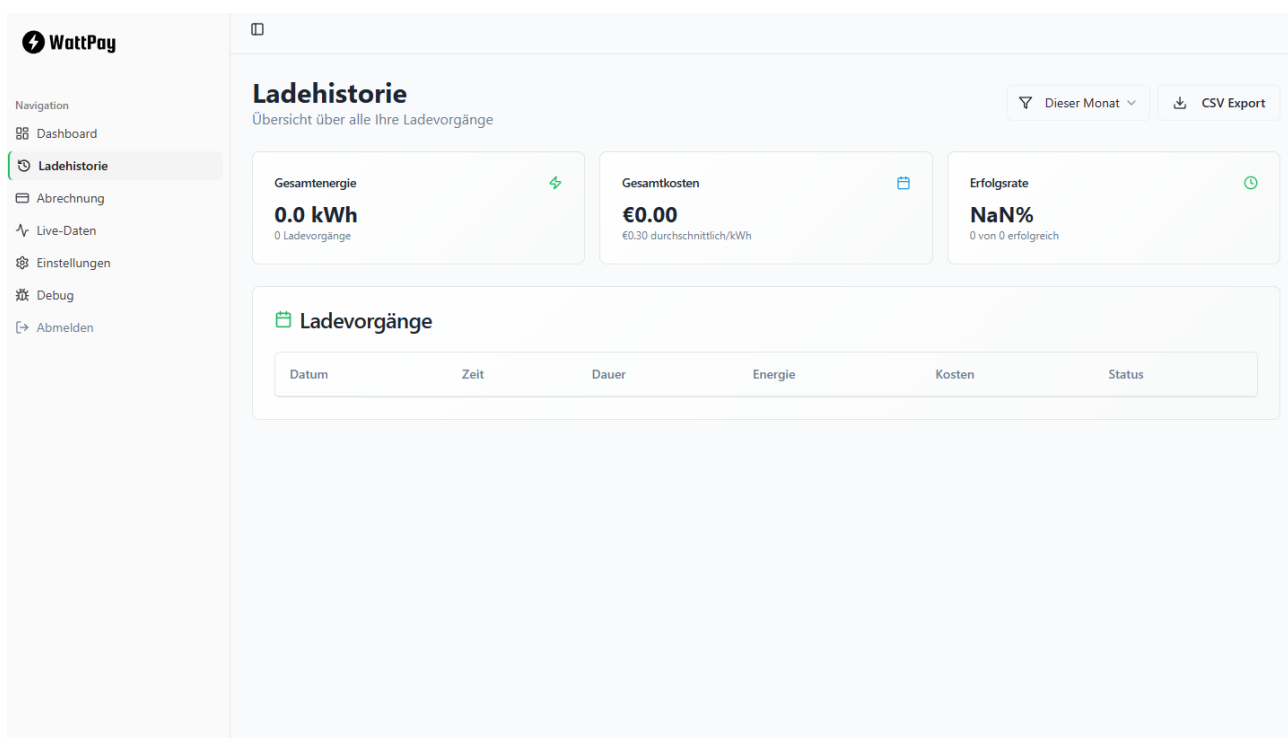 WattPay
Navigation
Dashboard
Ladehistorie
Abrechnung
Live-Daten
Einstellungen
Debug
Abmelden
Ladehistorie
Übersicht über alle Ihre Ladevorgänge
Dieser Monat
CSV Export
Gesamtenergie
0.0 kWh
0 Ladevorgänge
Gesamtkosten
€0.00
€0.30 durchschnittlich/kWh
Erfolgsrate
NaN%
0 von 0 erfolgreich
Ladevorgänge
Datum Zeit Dauer Energie Kosten Status